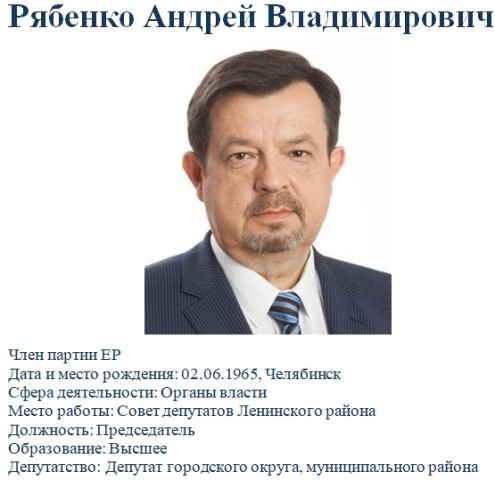 Рябенко Андрей Владимирович
Член партии ЕР
Дата и место рождения: 02.06.1965, Челябинск
Сфера деятельности: Органы власти
Место работы: Совет депутатов Ленинского района
Должность: Председатель
Образование: Высшее
Депутатство: Депутат городского округа, муниципального района